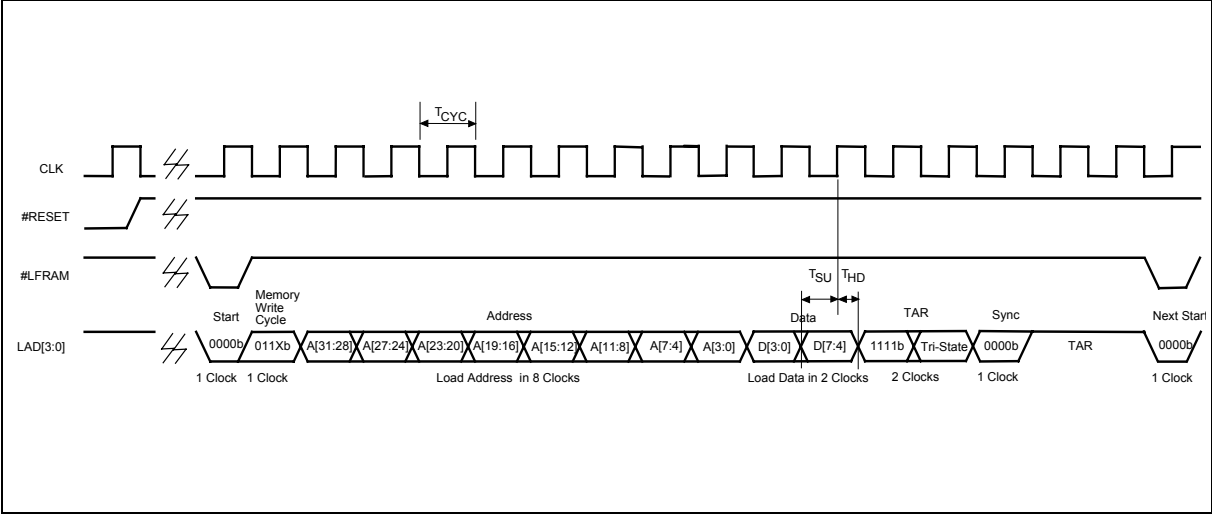 TCYC
CLK
#RESET
#LFRAM
TSU THD
Memory
Write
Cycle
Start Address Data TAR Sync Next Start
LAD[3:0] 0000b 011Xb A[31:28] A[27:24] A[23:20] A[19:16] A[15:12] A[11:8] A[7:4] A[3:0] D[3:0] D[7:4] 1111b Tri-State 0000b TAR 0000b
1 Clock 1 Clock Load Address in 8 Clocks Load Data in 2 Clocks 2 Clocks 1 Clock 1 Clock